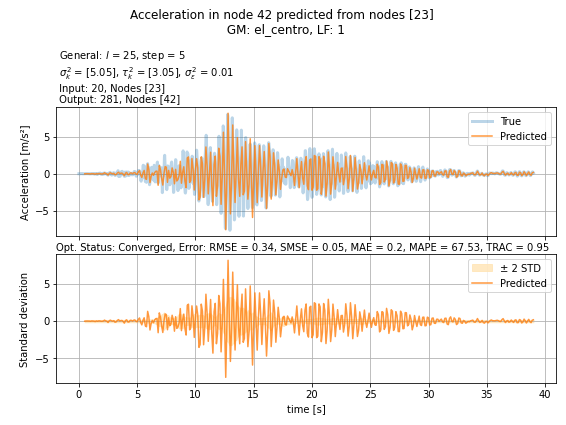 Acceleration in node 42 predicted from nodes [23]
GM: el_centro, LF: 1
General: l = 25, step = 5
σ²ₖ = [5.05], τ²ₖ = [3.05], σ²ε = 0.01
Input: 20, Nodes [23]
Output: 281, Nodes [42]
Acceleration [m/s²]
5
0
−5
True
Predicted
Opt. Status: Converged, Error: RMSE = 0.34, SMSE = 0.05, MAE = 0.2, MAPE = 67.53, TRAC = 0.95
Standard deviation
5
0
−5
± 2 STD
Predicted
0 5 10 15 20 25 30 35 40
time [s]